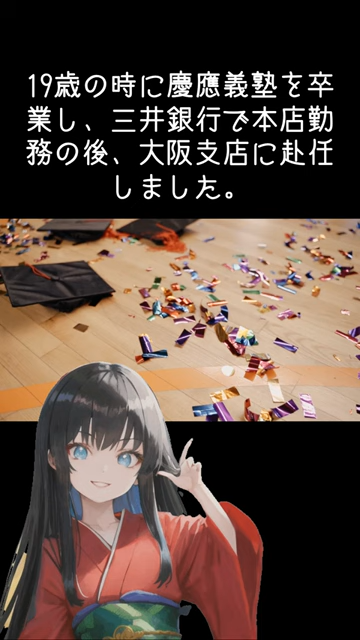 19歳の時に慶應義塾を卒
業し、三井銀行で本店勤
務の後、大阪支店に赴任
しました。